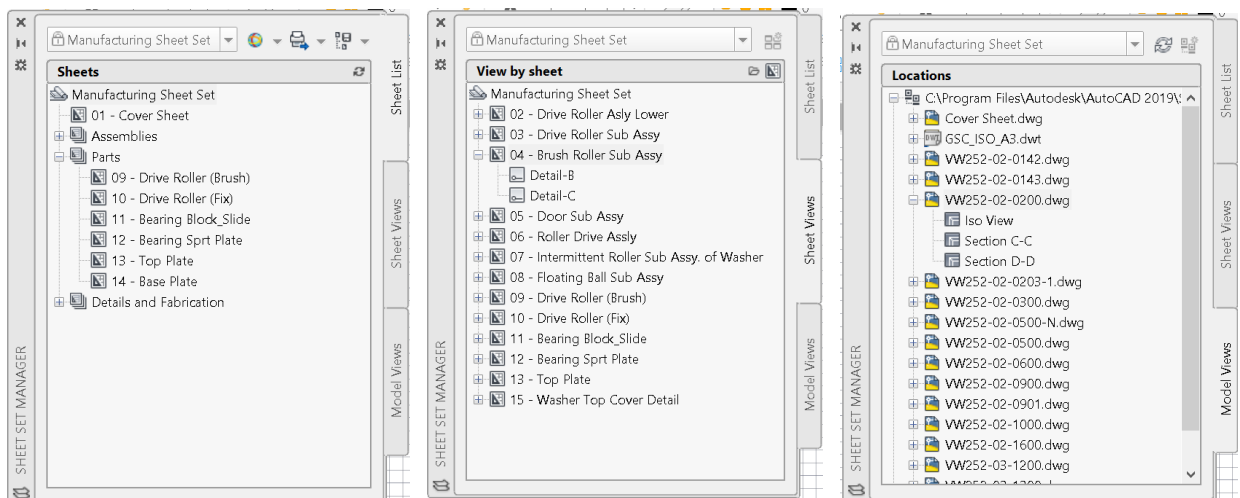 Manufacturing Sheet Set
Sheets
Manufacturing Sheet Set
01 - Cover Sheet
Assemblies
Parts
09 - Drive Roller (Brush)
10 - Drive Roller (Fix)
11 - Bearing Block_Slide
12 - Bearing Sprt Plate
13 - Top Plate
14 - Base Plate
Details and Fabrication
Sheet List
Sheet Views
Model Views
SHEET SET MANAGER
Manufacturing Sheet Set
View by sheet
Manufacturing Sheet Set
02 - Drive Roller Asly Lower
03 - Drive Roller Sub Assy
04 - Brush Roller Sub Assy
Detail-B
Detail-C
05 - Door Sub Assy
06 - Roller Drive Assly
07 - Intermittent Roller Sub Assy. of Washer
08 - Floating Ball Sub Assy
09 - Drive Roller (Brush)
10 - Drive Roller (Fix)
11 - Bearing Block_Slide
12 - Bearing Sprt Plate
13 - Top Plate
15 - Washer Top Cover Detail
Sheet List
Sheet Views
Model Views
SHEET SET MANAGER
Manufacturing Sheet Set
Locations
C:\Program Files\Autodesk\AutoCAD 2019\
Cover Sheet.dwg
GSC_ISO_A3.dwt
VW252-02-0142.dwg
VW252-02-0143.dwg
VW252-02-0200.dwg
Iso View
Section C-C
Section D-D
VW252-02-0203-1.dwg
VW252-02-0300.dwg
VW252-02-0500-N.dwg
VW252-02-0500.dwg
VW252-02-0600.dwg
VW252-02-0900.dwg
VW252-02-0901.dwg
VW252-02-1000.dwg
VW252-02-1600.dwg
VW252-03-1200.dwg
Sheet List
Sheet Views
Model Views
SHEET SET MANAGER